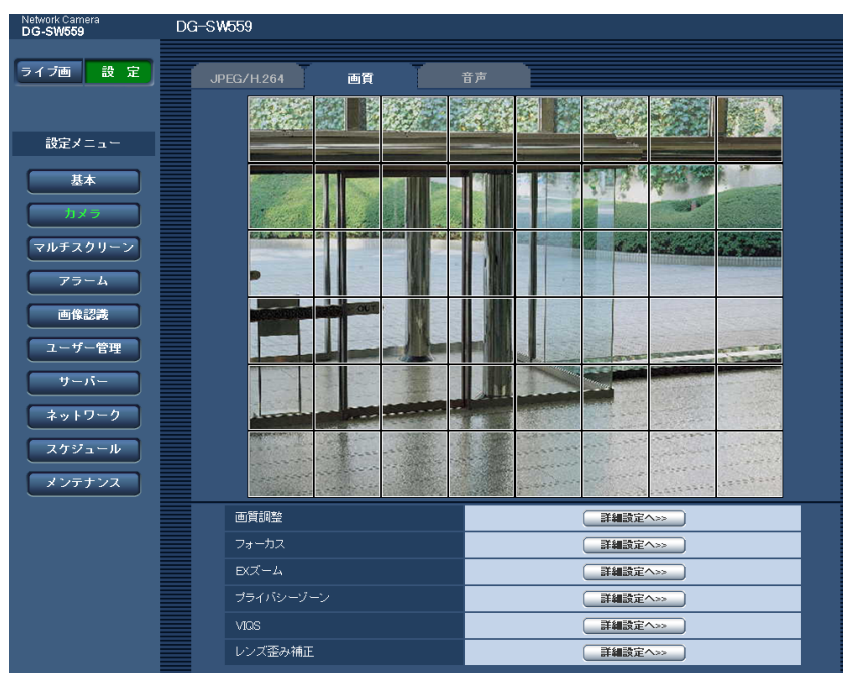 Network Camera
DG-SW559
DG-SW559
ライブ画
設 定
JPEG/H.264
画質
音声
設定メニュー
基本
カメラ
マルチスクリーン
アラーム
画像認識
ユーザー管理
サーバー
ネットワーク
スケジュール
メンテナンス
OUT
画質調整
詳細設定へ>>
フォーカス
詳細設定へ>>
EXズーム
詳細設定へ>>
プライバシーゾーン
詳細設定へ>>
VIQS
詳細設定へ>>
レンズ歪み補正
詳細設定へ>>